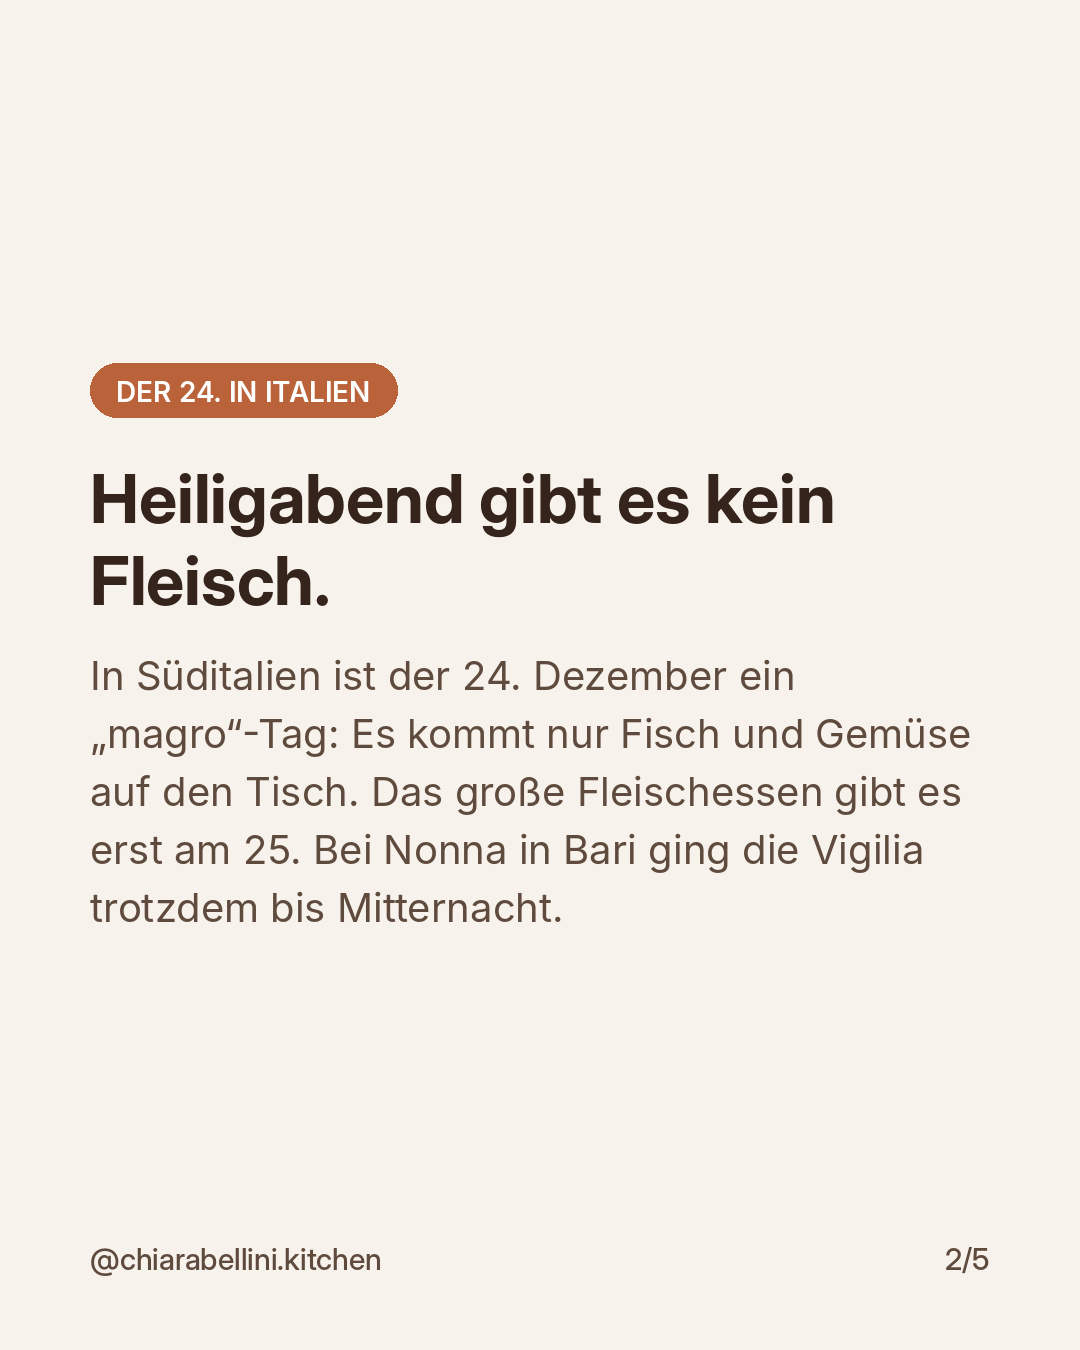 DER 24. IN ITALIEN
Heiligabend gibt es kein
Fleisch.
In Süditalien ist der 24. Dezember ein
„magro“-Tag: Es kommt nur Fisch und Gemüse
auf den Tisch. Das große Fleischessen gibt es
erst am 25. Bei Nonna in Bari ging die Vigilia
trotzdem bis Mitternacht.
@chiarabellini.kitchen
2/5